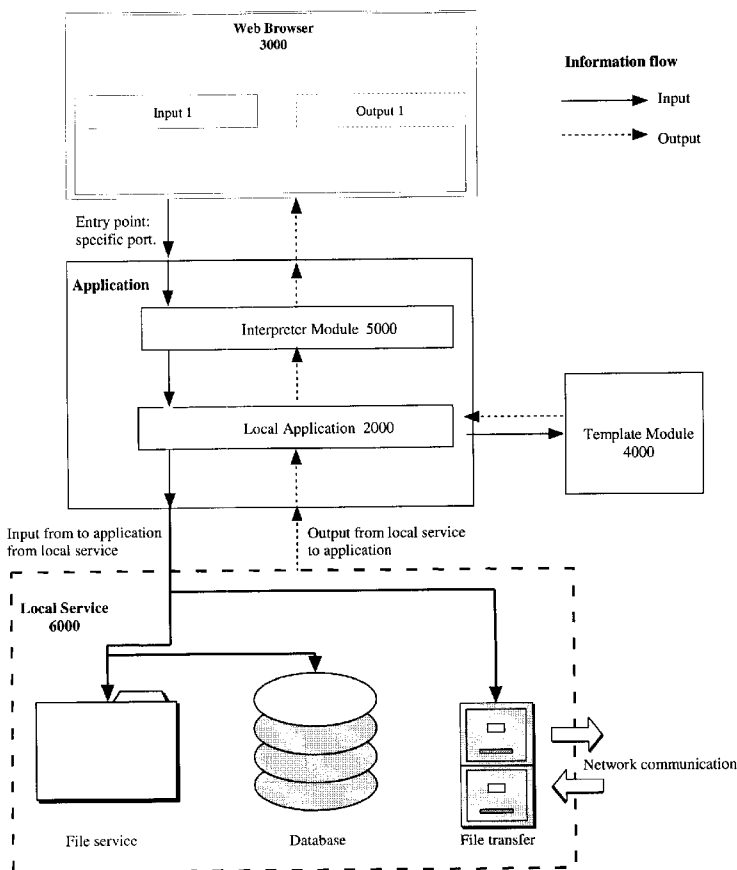 Web Browser
3000
Information flow
Input 1
Output 1
Input
Output
Entry point:
specific port.
Application
Interpreter Module 5000
Local Application 2000
Template Module
4000
Input from to application
from local service
Output from local service
to application
Local Service
6000
Network communication
File service
Database
File transfer